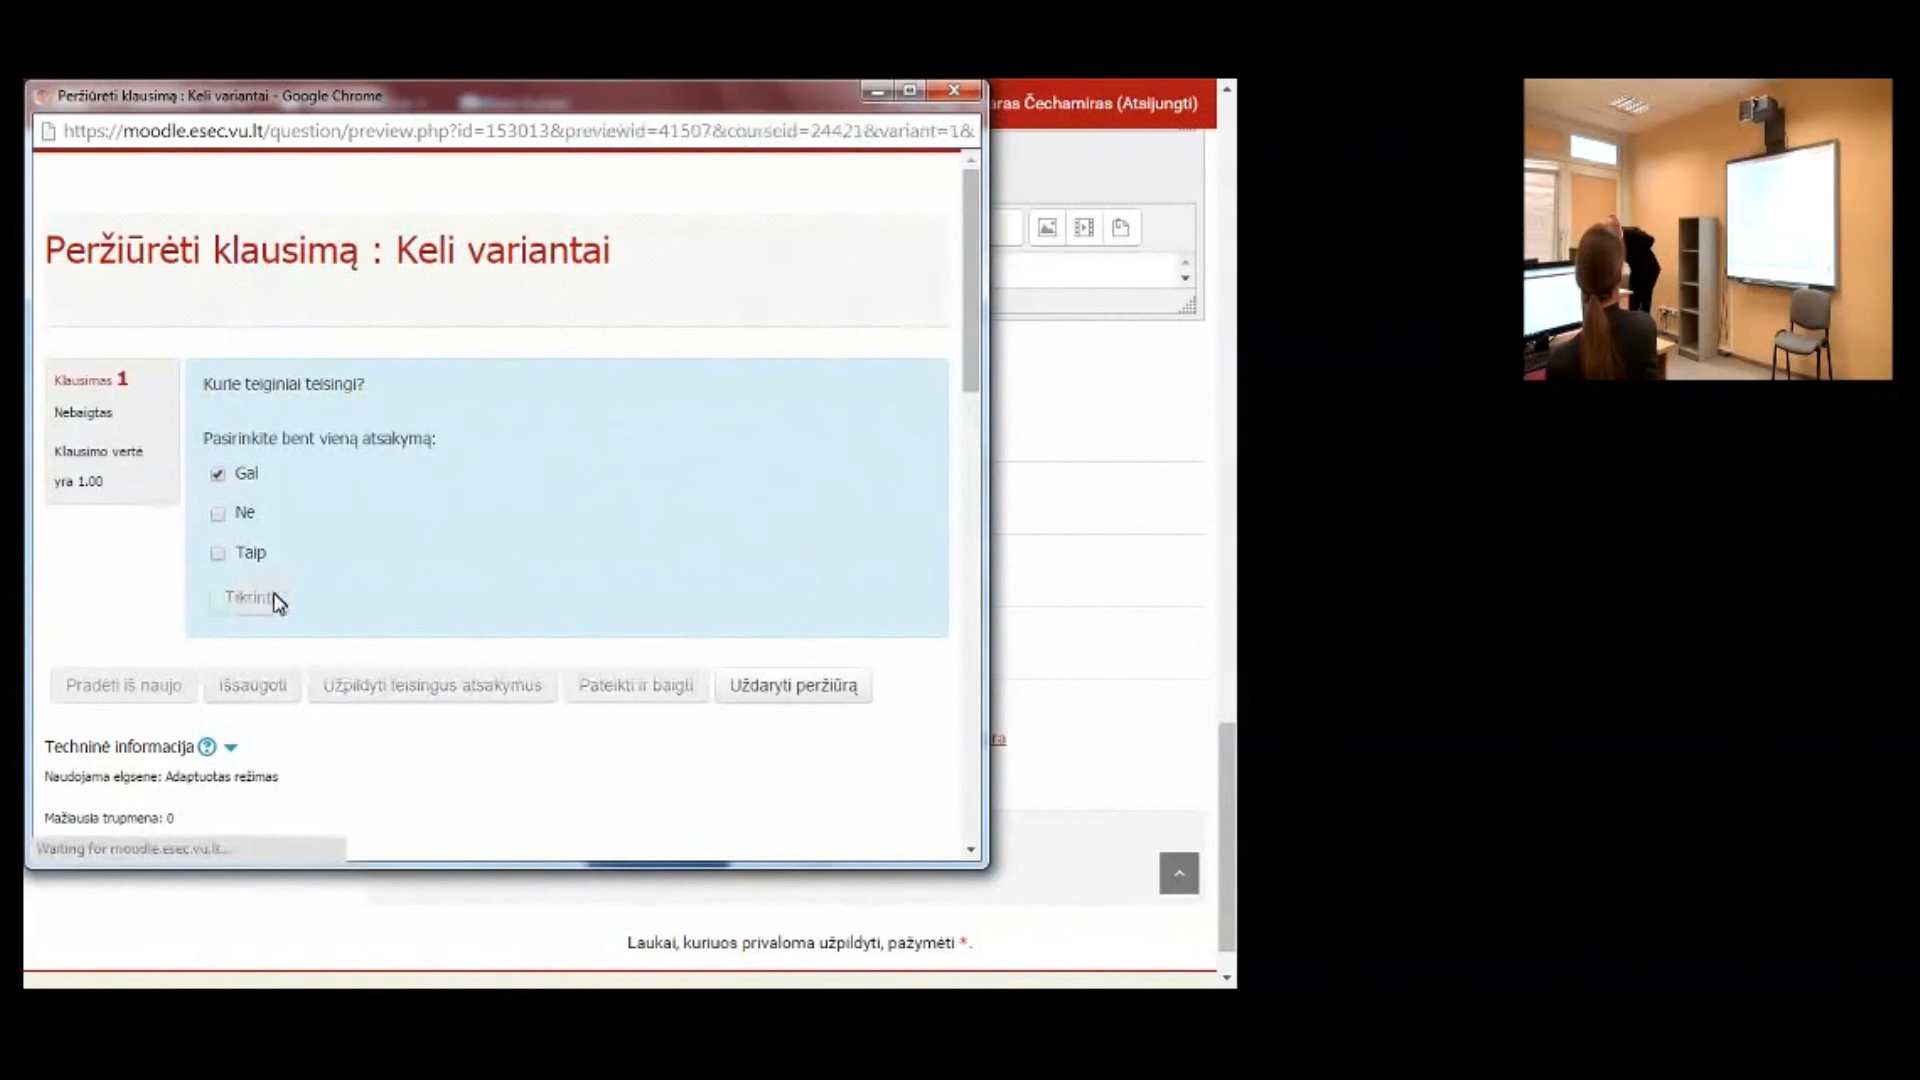 Peržiūrėti klausimą : Keli variantai - Google Chrome
aras Čechamiras (Atsijungti)
https://moodle.esec.vu.lt/question/preview.php?id=153013&previewid=41507&courseid=24421&variant=1&
Peržiūrėti klausimą : Keli variantai
Klausimas 1
Nebaigtas
Klausimo vertė
yra 1.00
Kurie teiginiai teisingi?
Pasirinkite bent vieną atsakymą:
Gal
Ne
Taip
Tikrint
Pradėti iš naujo
Išsaugoti
Užpildyti teisingus atsakymus
Pateikti ir baigti
Uždaryti peržiūrą
Techninė informacija
Naudojama elgsenė: Adaptuotas režimas
Mažiausia trupmena: 0
Waiting for moodle.esec.vu.lt...
ta
Laukai, kuriuos privaloma užpildyti, pažymėti *.